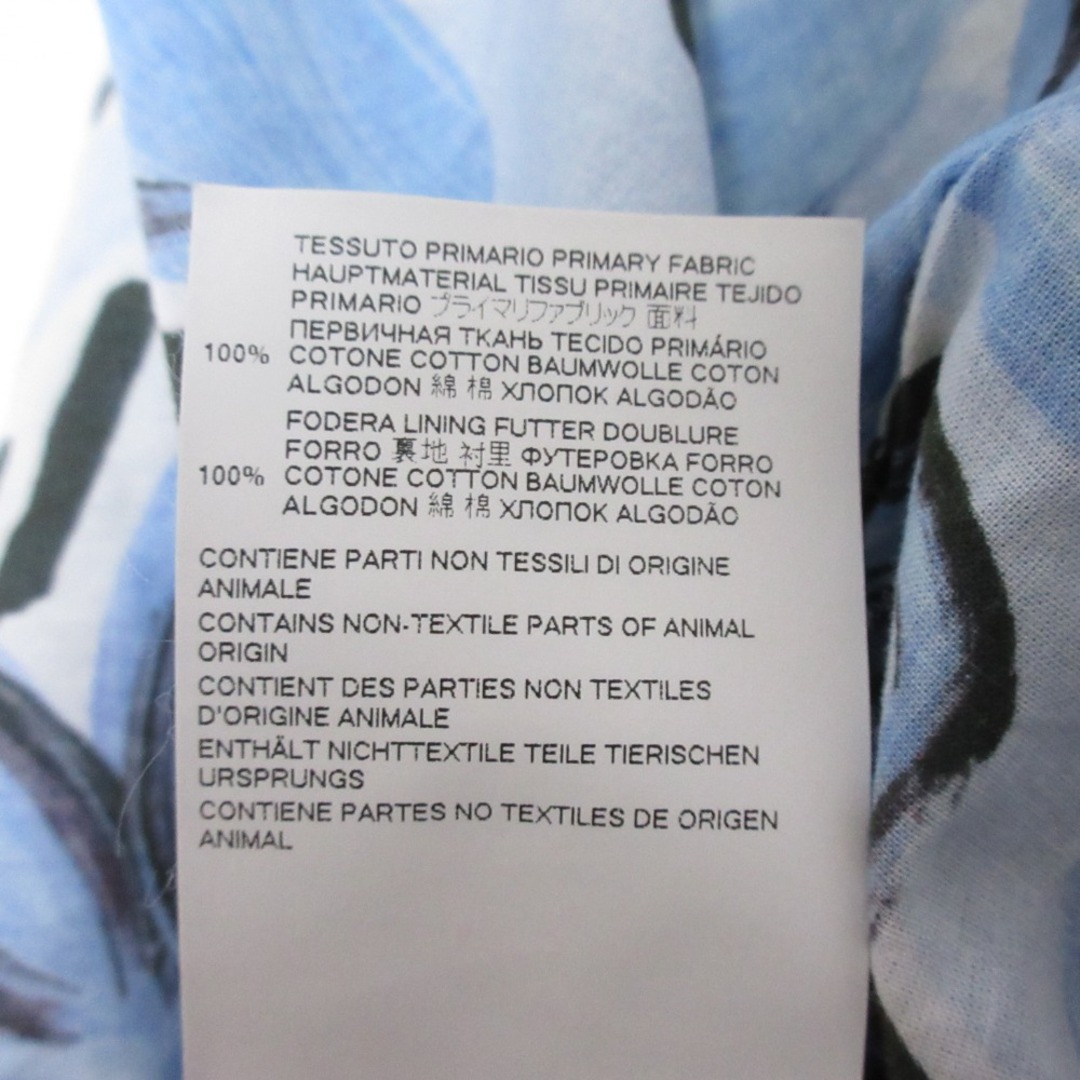 TESSUTO PRIMARIO PRIMARY FABRIC
HAUPTMATERIAL TISSU PRIMAIRE TEJIDO
PRIMARIO プライマリファブリック 面料
ПЕРВИЧНАЯ ТКАНЬ TECIDO PRIMÁRIO
100% COTONE COTTON BAUMWOLLE COTON
ALGODON 綿 棉 ХЛОПОК ALGODÃO
FODERA LINING FUTTER DOUBLURE
FORRO 裏地 衬里 ФУТЕРОВКА FORRO
100% COTONE COTTON BAUMWOLLE COTON
ALGODON 綿 棉 ХЛОПОК ALGODÃO
CONTIENE PARTI NON TESSILI DI ORIGINE
ANIMALE
CONTAINS NON-TEXTILE PARTS OF ANIMAL
ORIGIN
CONTIENT DES PARTIES NON TEXTILES
D'ORIGINE ANIMALE
ENTHÄLT NICHTTEXTILE TEILE TIERISCHEN
URSPRUNGS
CONTIENE PARTES NO TEXTILES DE ORIGEN
ANIMAL